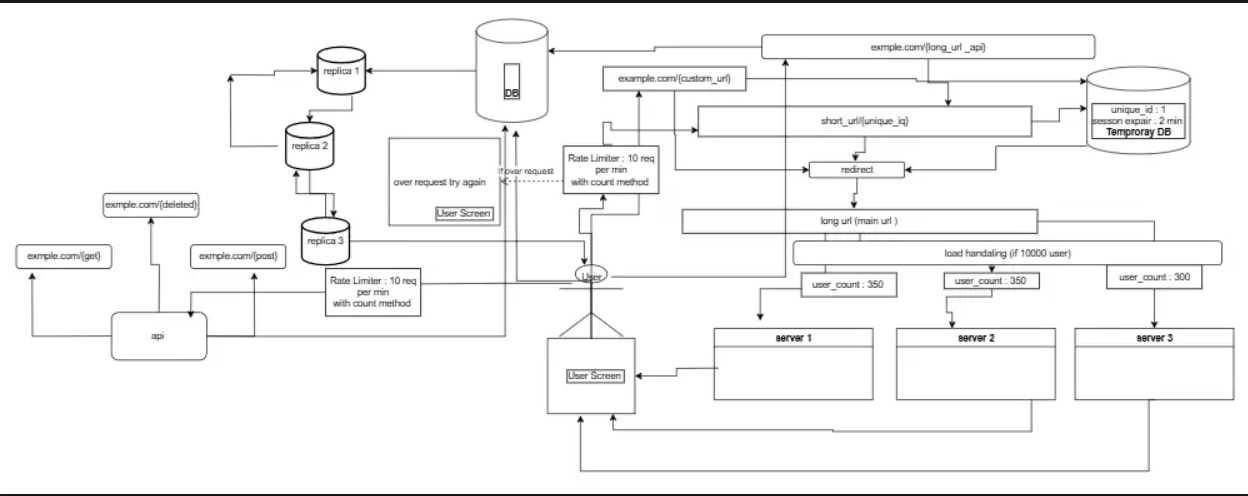 exmple.com/{long_url _api}
replica 1
DB
example.com/{custom_url}
unique_id : 1
sesson expair : 2 min
Temproray DB
short_url/{unique_iq}
replica 2
Rate Limiter : 10 req
per min
with count method
if over request
over request try again
User Screen
redirect
exmple.com/{deleted}
long url (main url )
replica 3
exmple.com/{get}
exmple.com/{post}
load handaling (if 10000 user)
Rate Limiter : 10 req
per min
with count method
User
user_count : 350
user_count : 350
user_count : 300
api
server 1
server 2
server 3
User Screen